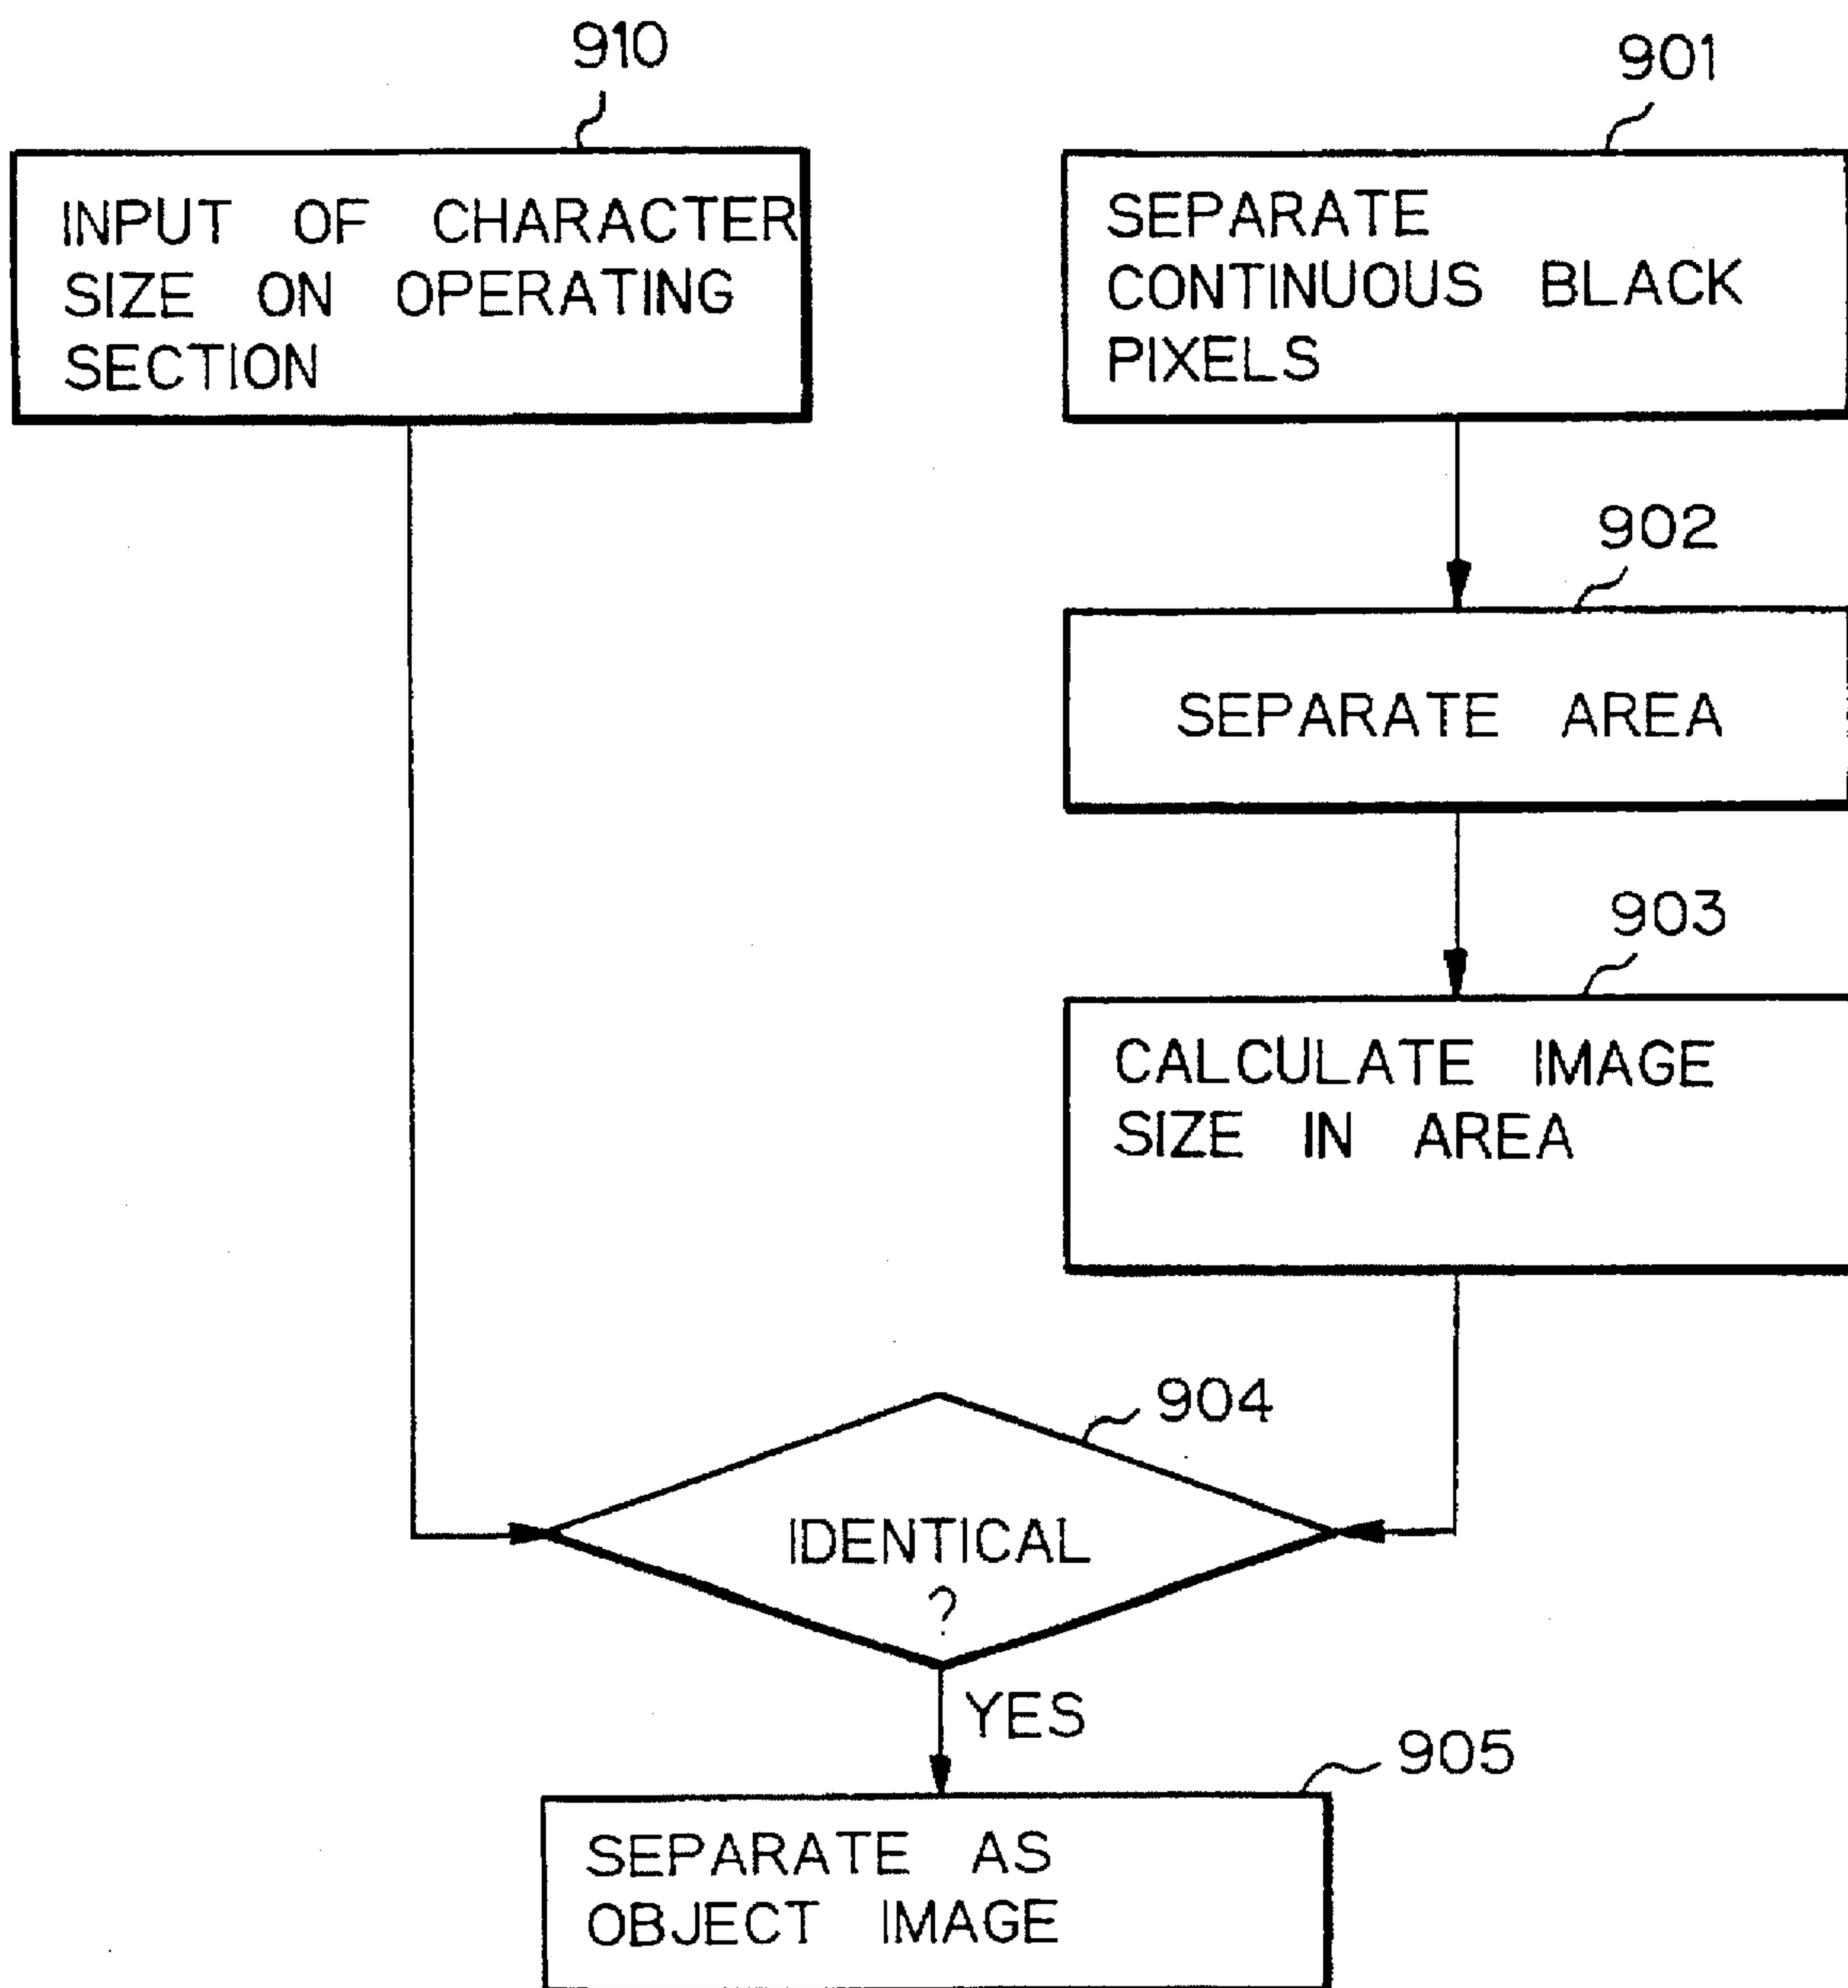 910
INPUT OF CHARACTER
SIZE ON OPERATING
SECTION
901
SEPARATE
CONTINUOUS BLACK
PIXELS
902
SEPARATE AREA
903
CALCULATE IMAGE
SIZE IN AREA
904
IDENTICAL
?
YES
905
SEPARATE AS
OBJECT IMAGE